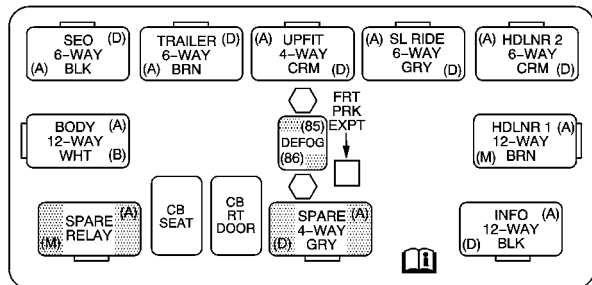 SEO (D)
6-WAY
(A) BLK
TRAILER (D)
6-WAY
(A) BRN
(A) UPFIT
4-WAY
CRM (D)
(A) SL RIDE
6-WAY
GRY (D)
(A) HDLNR 2
6-WAY
CRM (D)
BODY (A)
12-WAY
WHT (B)
(85)
DEFOG
(86)
FRT
PRK
EXPT
HDLNR 1 (A)
12-WAY
(M) BRN
SPARE (A)
(M) RELAY
CB
SEAT
CB
RT
DOOR
SPARE (A)
4-WAY
(D) GRY
INFO (A)
12-WAY
(D) BLK
i